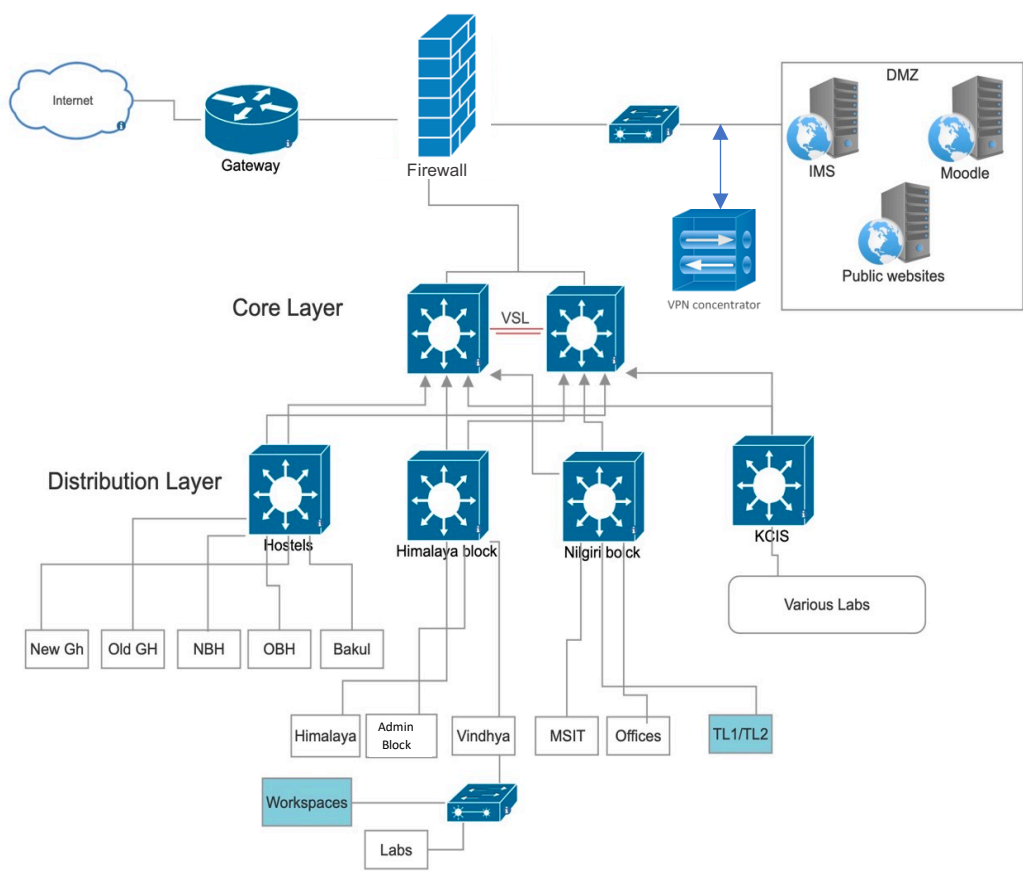 DMZ
Internet
Gateway
Firewall
IMS
Moodle
Public websites
VPN concentrator
Core Layer
VSL
Distribution Layer
Hostels
Himalaya block
Nilgiri bolck
KCIS
Various Labs
New Gh
Old GH
NBH
OBH
Bakul
Himalaya
Admin
Block
Vindhya
MSIT
Offices
TL1/TL2
Workspaces
Labs